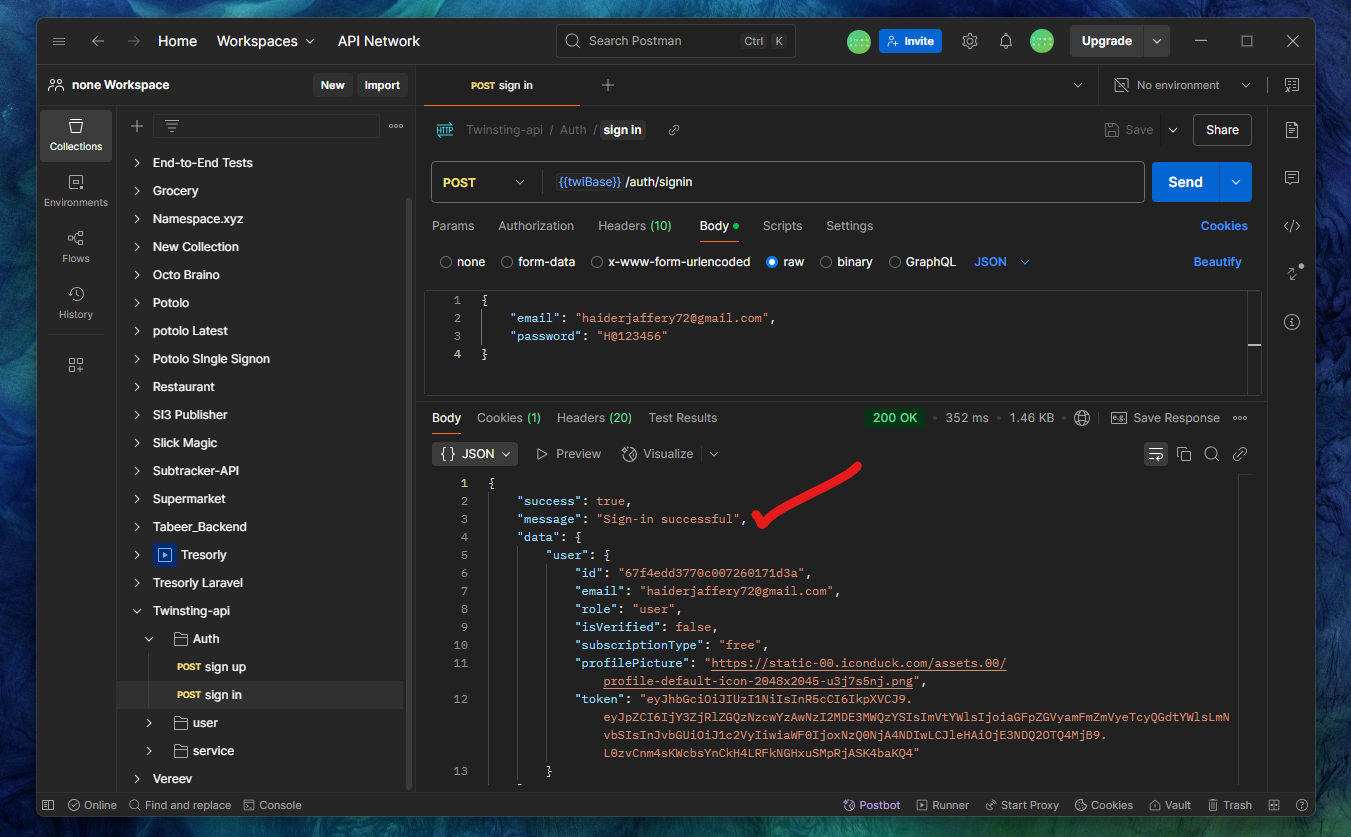 Home Workspaces API Network Search Postman Ctrl K Invite Upgrade
none Workspace New Import POST sign in No environment
Collections
Environments
Flows
History
End-to-End Tests
Grocery
Namespace.xyz
New Collection
Octo Braino
Potolo
potolo Latest
Potolo SIngle Signon
Restaurant
SI3 Publisher
Slick Magic
Subtracker-API
Supermarket
Tabeer_Backend
Tresorly
Tresorly Laravel
Twinsting-api
Auth
POST sign up
POST sign in
user
service
Vereev
HTTP Twinsting-api / Auth / sign in Save Share
POST {{twiBase}} /auth/signin Send
Params Authorization Headers (10) Body Scripts Settings Cookies
none form-data x-www-form-urlencoded raw binary GraphQL JSON Beautify
1 {
2 "email": "haiderjaffery72@gmail.com",
3 "password": "H@123456"
4 }
Body Cookies (1) Headers (20) Test Results 200 OK 352 ms 1.46 KB e.g. Save Response
{} JSON Preview Visualize
1 {
2 "success": true,
3 "message": "Sign-in successful",
4 "data": {
5 "user": {
6 "id": "67f4edd3770c007260171d3a",
7 "email": "haiderjaffery72@gmail.com",
8 "role": "user",
9 "isVerified": false,
10 "subscriptionType": "free",
11 "profilePicture": "https://static-00.iconduck.com/assets.00/
profile-default-icon-2048x2045-u3j7s5nj.png",
12 "token": "eyJhbGciOiJIUzI1NiIsInR5cCI6IkpXVCJ9.
eyJpZCI6IjY3ZjRlZGQzNzcwYzAwNzI2MDE3MWQzYSIsImVtYWlsIjoiaGFpZGVyamFmZmVyeTcyQGdtYWlsLmN
vbSIsInJvbGUiOiJ1c2VyIiwiaWF0IjoxNzQ0NjA4NDIwLCJleHAiOjE3NDQ2OTQ4MjB9.
L0zvCnm4sKWcbsYnCkH4LRFkNGHxuSMpRjASK4baKQ4"
13 }
Online Find and replace Console Postbot Runner Start Proxy Cookies Vault Trash